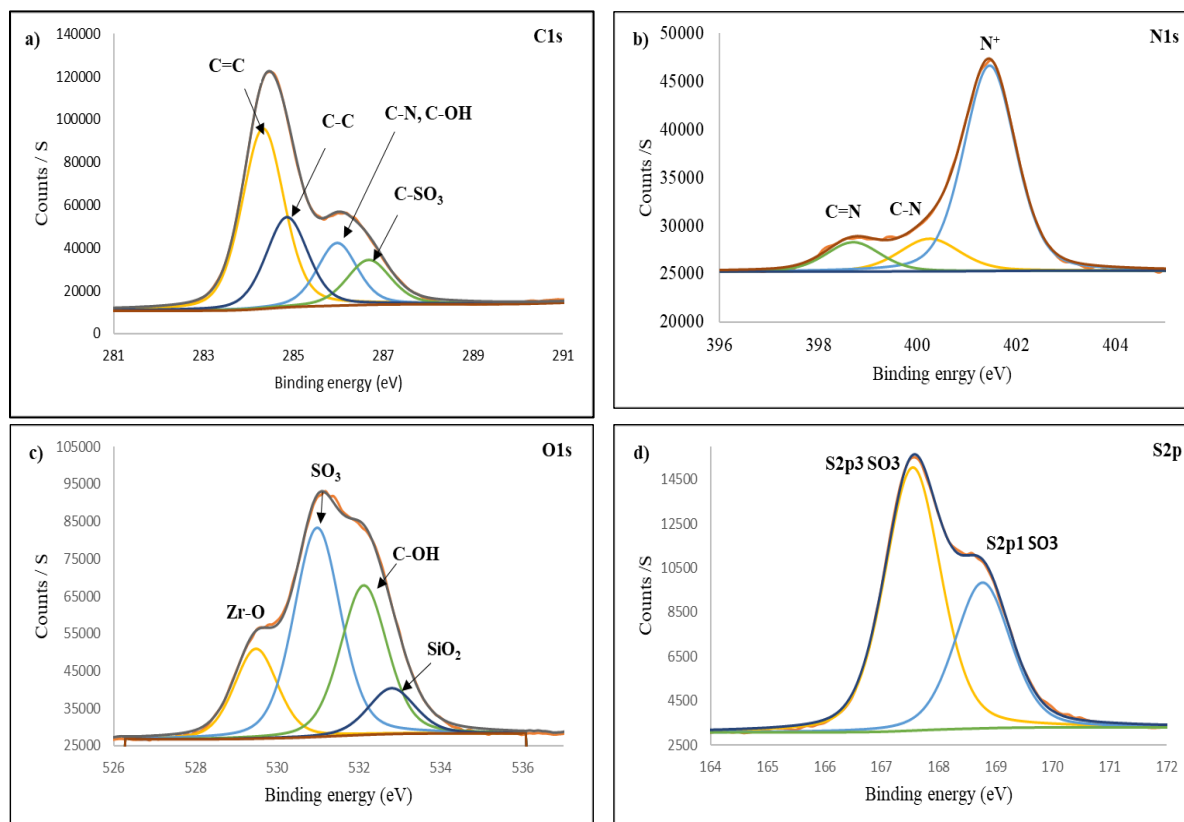 a)
C1s
C=C
C-C
C-N, C-OH
C-SO₃
Counts / S
140000
120000
100000
80000
60000
40000
20000
0
281 283 285 287 289 291
Binding energy (eV)
b)
N1s
N⁺
C=N
C-N
Counts /S
50000
45000
40000
35000
30000
25000
20000
396 398 400 402 404
Binding enrgy (eV)
c)
O1s
SO₃
C-OH
Zr-O
SiO₂
Counts / S
105000
95000
85000
75000
65000
55000
45000
35000
25000
526 528 530 532 534 536
Binding energy (eV)
d)
S2p
S2p3 SO3
S2p1 SO3
Counts /S
14500
12500
10500
8500
6500
4500
2500
164 165 166 167 168 169 170 171 172
Binding energy (eV)